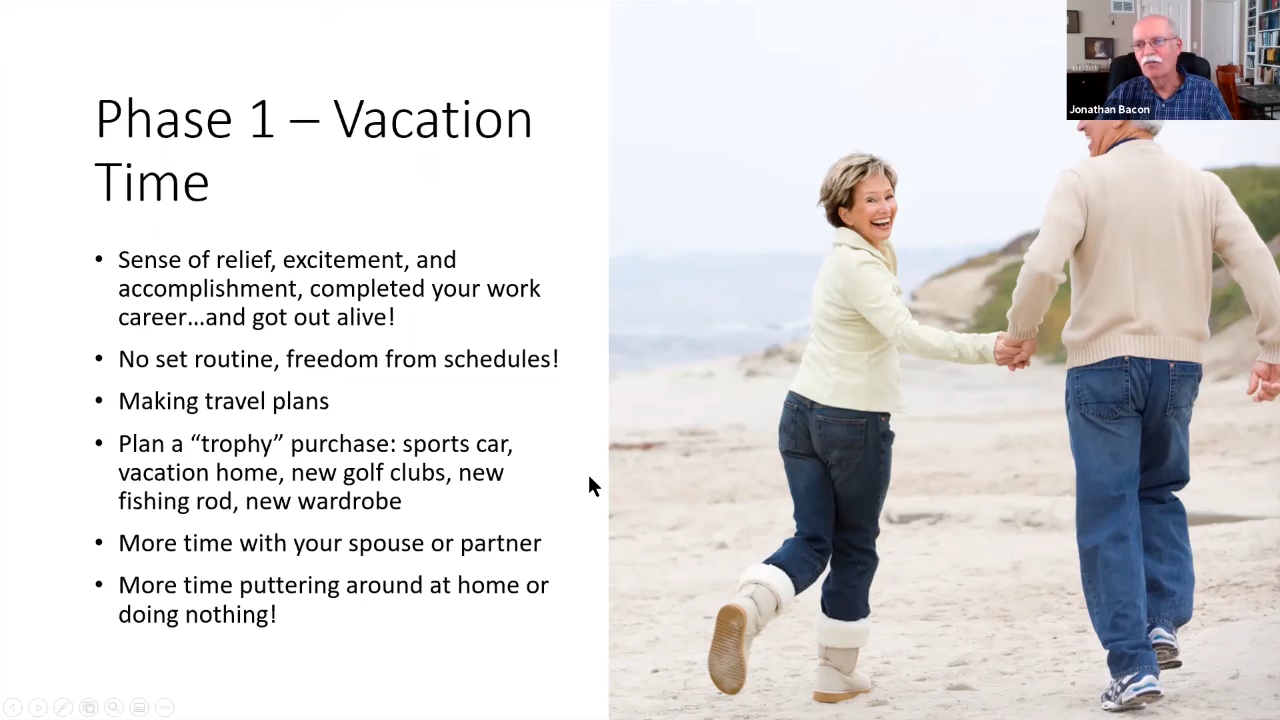 Phase 1 – Vacation
Time
• Sense of relief, excitement, and
accomplishment, completed your work
career…and got out alive!
• No set routine, freedom from schedules!
• Making travel plans
• Plan a “trophy” purchase: sports car,
vacation home, new golf clubs, new
fishing rod, new wardrobe
• More time with your spouse or partner
• More time puttering around at home or
doing nothing!
Jonathan Bacon